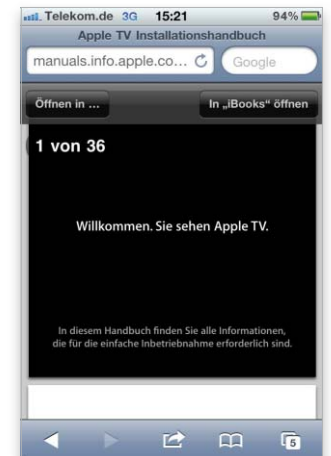 Telekom.de 3G 15:21 94%
Apple TV Installationshandbuch
manuals.info.apple.co... Google
Öffnen in ... In „iBooks“ öffnen
1 von 36
Willkommen. Sie sehen Apple TV.
In diesem Handbuch finden Sie alle Informationen,
die für die einfache Inbetriebnahme erforderlich sind.
5